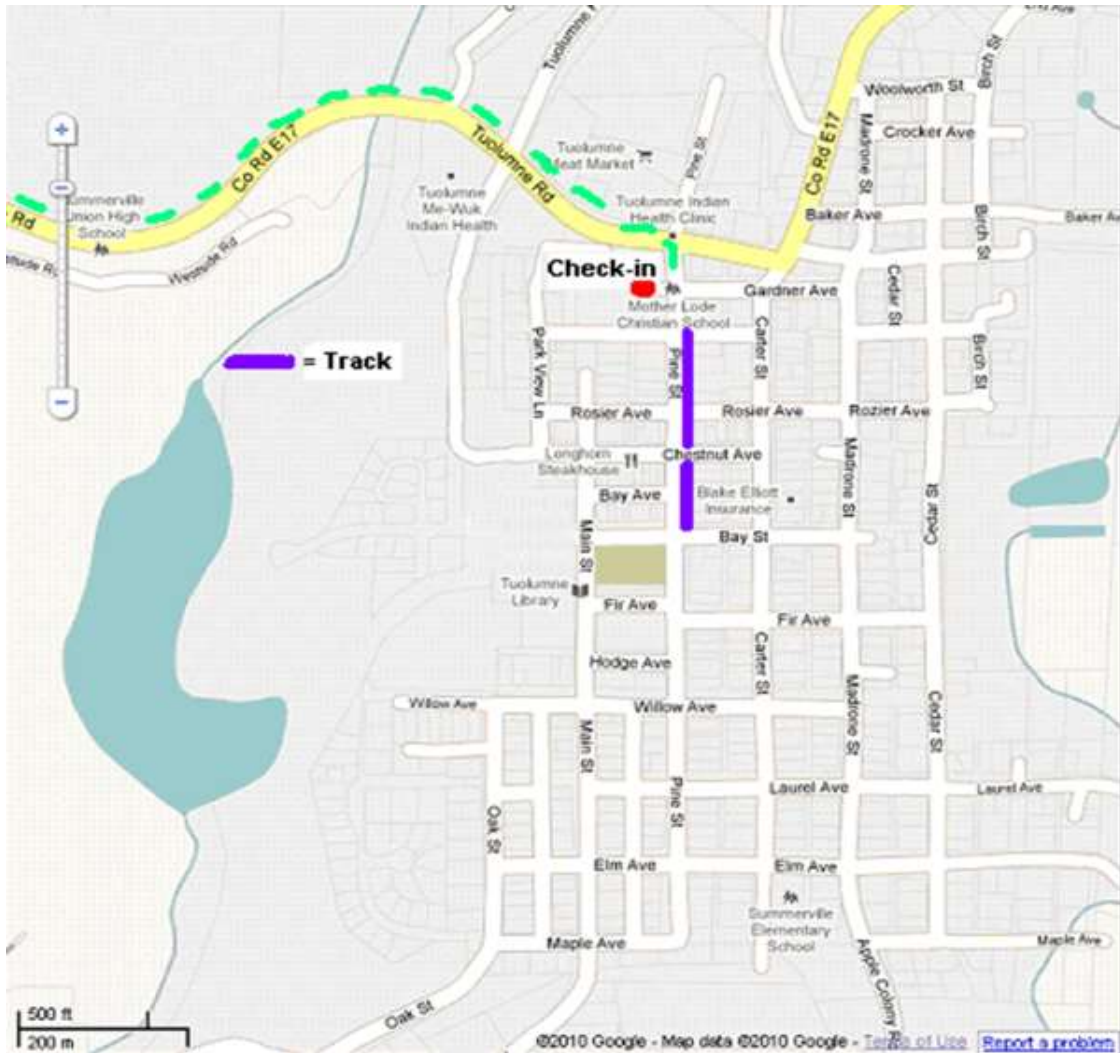 Woolworth St
Birch St
Crocker Ave
Madrone St
Co Rd E17
Co Rd E17
Tuolumne
Tuolumne Rd
Tuolumne
Meat Market
Pine St
Tuolumne
Me-Wuk
Indian Health
Tuolumne Indian
Health Clinic
Baker Ave
Birch St
Baker Ave
Summerville
Union High
School
Rd
Westside Rd
Check-in
Gardner Ave
Cedar St
Mother Lode
Christian School
Park View Ln
Pine St
Carter St
Birch St
= Track
Rosier Ave
Rosier Ave
Rozier Ave
Longhorn
Steakhouse
Chestnut Ave
Madrone St
Bay Ave
Blake Elliott
Insurance
Cedar St
Main St
Bay St
Tuolumne
Library
Fir Ave
Fir Ave
Hodge Ave
Carter St
Madrone St
Cedar St
Willow Ave
Willow Ave
Main St
Pine St
Laurel Ave
Laurel Ave
Oak St
Elm Ave
Elm Ave
Summerville
Elementary
School
Maple Ave
Maple Ave
Apple Colony Rd
Oak St
500 ft
200 m
©2010 Google - Map data ©2010 Google - Terms of Use
Report a problem